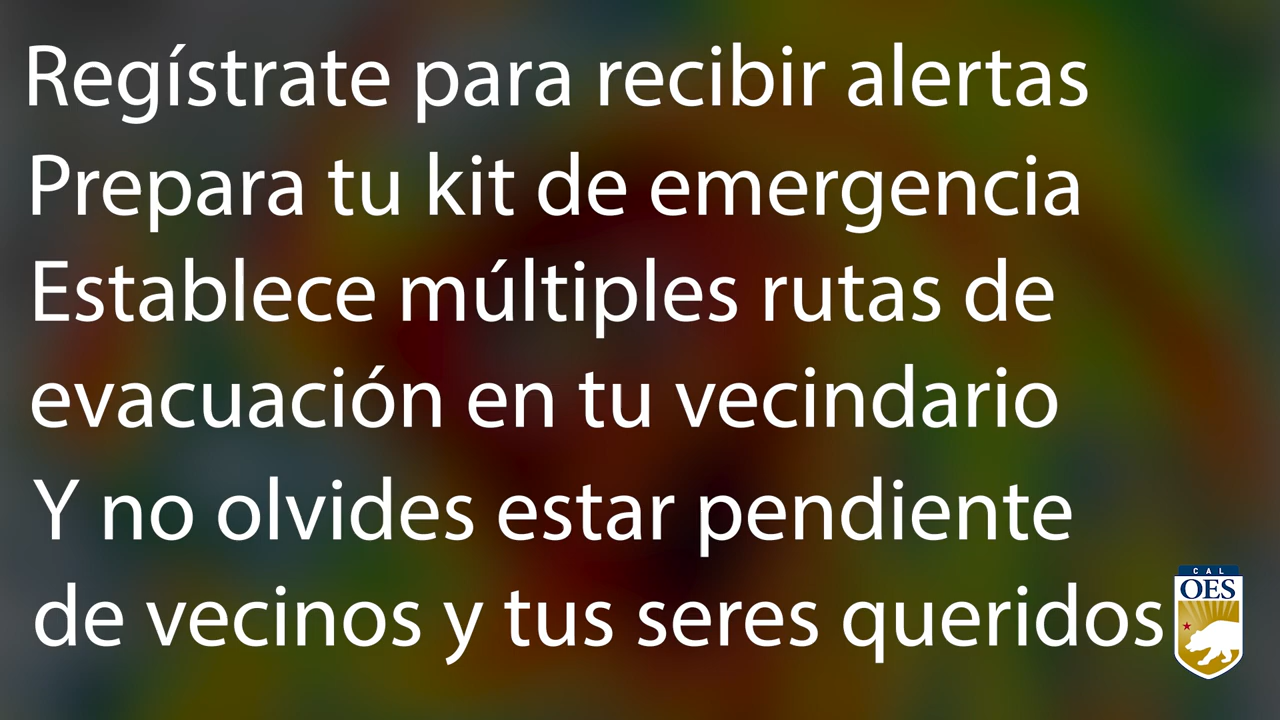 Regístrate para recibir alertas
Prepara tu kit de emergencia
Establece múltiples rutas de
evacuación en tu vecindario
Y no olvides estar pendiente
de vecinos y tus seres queridos
CAL
OES